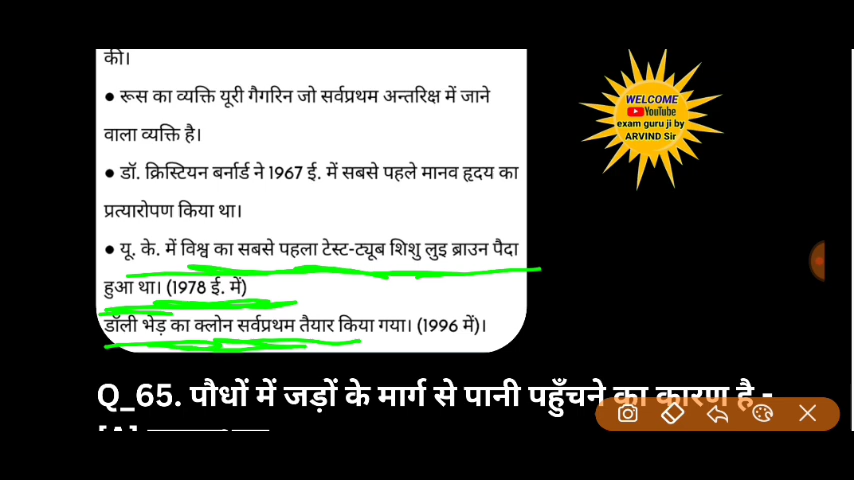 की।
● रूस का व्यक्ति यूरी गैगरिन जो सर्वप्रथम अन्तरिक्ष में जाने
वाला व्यक्ति है।
● डॉ. क्रिस्टियन बर्नार्ड ने 1967 ई. में सबसे पहले मानव हृदय का
प्रत्यारोपण किया था।
● यू. के. में विश्व का सबसे पहला टेस्ट-ट्यूब शिशु लुइ ब्राउन पैदा
हुआ था। (1978 ई. में)
डॉली भेड़ का क्लोन सर्वप्रथम तैयार किया गया। (1996 में)।
Q_65. पौधों में जड़ों के मार्ग से पानी पहुँचने का कारण है -
[A]
WELCOME
YouTube
exam guru ji by
ARVIND Sir